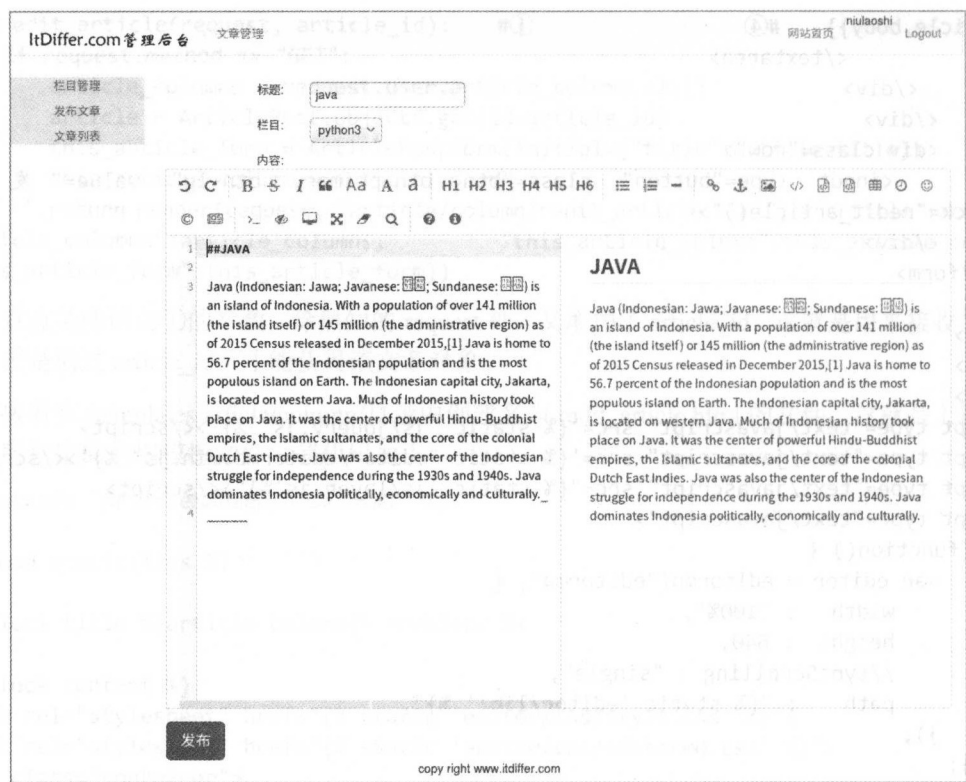 niulaoshi
ItDiffer.com管理后台 文章管理 网站首页 Logout
栏目管理
发布文章
文章列表
标题: java
栏目: python3
内容:
B S I Aa A a H1 H2 H3 H4 H5 H6
1 ##JAVA
2
3 Java (Indonesian: Jawa; Javanese: ; Sundanese: ) is
an island of Indonesia. With a population of over 141 million
(the island itself) or 145 million (the administrative region) as
of 2015 Census released in December 2015,[1] Java is home to
56.7 percent of the Indonesian population and is the most
populous island on Earth. The Indonesian capital city, Jakarta,
is located on western Java. Much of Indonesian history took
place on Java. It was the center of powerful Hindu-Buddhist
empires, the Islamic sultanates, and the core of the colonial
Dutch East Indies. Java was also the center of the Indonesian
struggle for independence during the 1930s and 1940s. Java
dominates Indonesia politically, economically and culturally._
4
JAVA
Java (Indonesian: Jawa; Javanese: ; Sundanese: ) is
an island of Indonesia. With a population of over 141 million
(the island itself) or 145 million (the administrative region) as
of 2015 Census released in December 2015,[1] Java is home to
56.7 percent of the Indonesian population and is the most
populous island on Earth. The Indonesian capital city, Jakarta,
is located on western Java. Much of Indonesian history took
place on Java. It was the center of powerful Hindu-Buddhist
empires, the Islamic sultanates, and the core of the colonial
Dutch East Indies. Java was also the center of the Indonesian
struggle for independence during the 1930s and 1940s. Java
dominates Indonesia politically, economically and culturally.
发布
copy right www.itdiffer.com